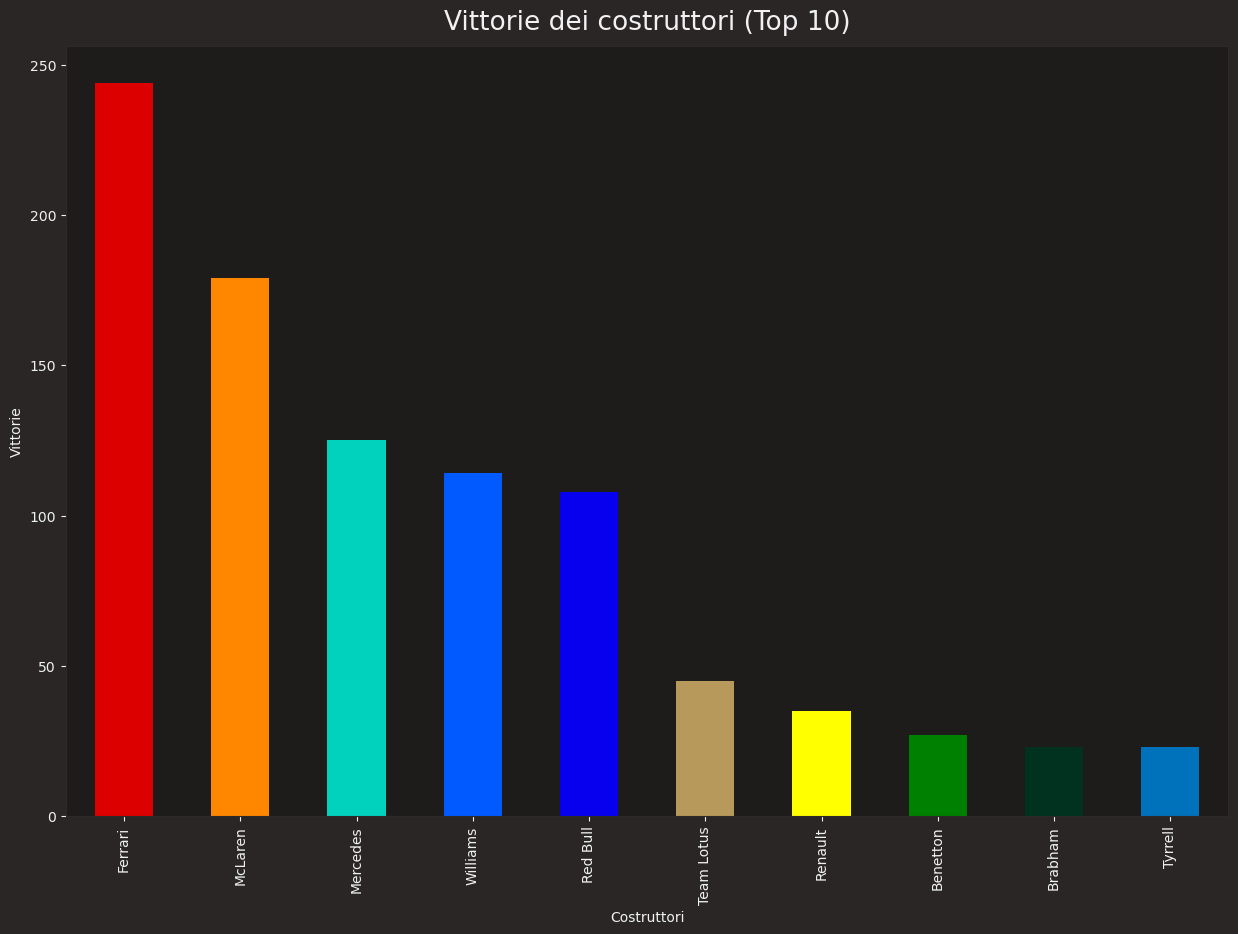 Vittorie dei costruttori (Top 10)
250
200
150
100
50
0
Vittorie
Ferrari
McLaren
Mercedes
Williams
Red Bull
Team Lotus
Renault
Benetton
Brabham
Tyrrell
Costruttori